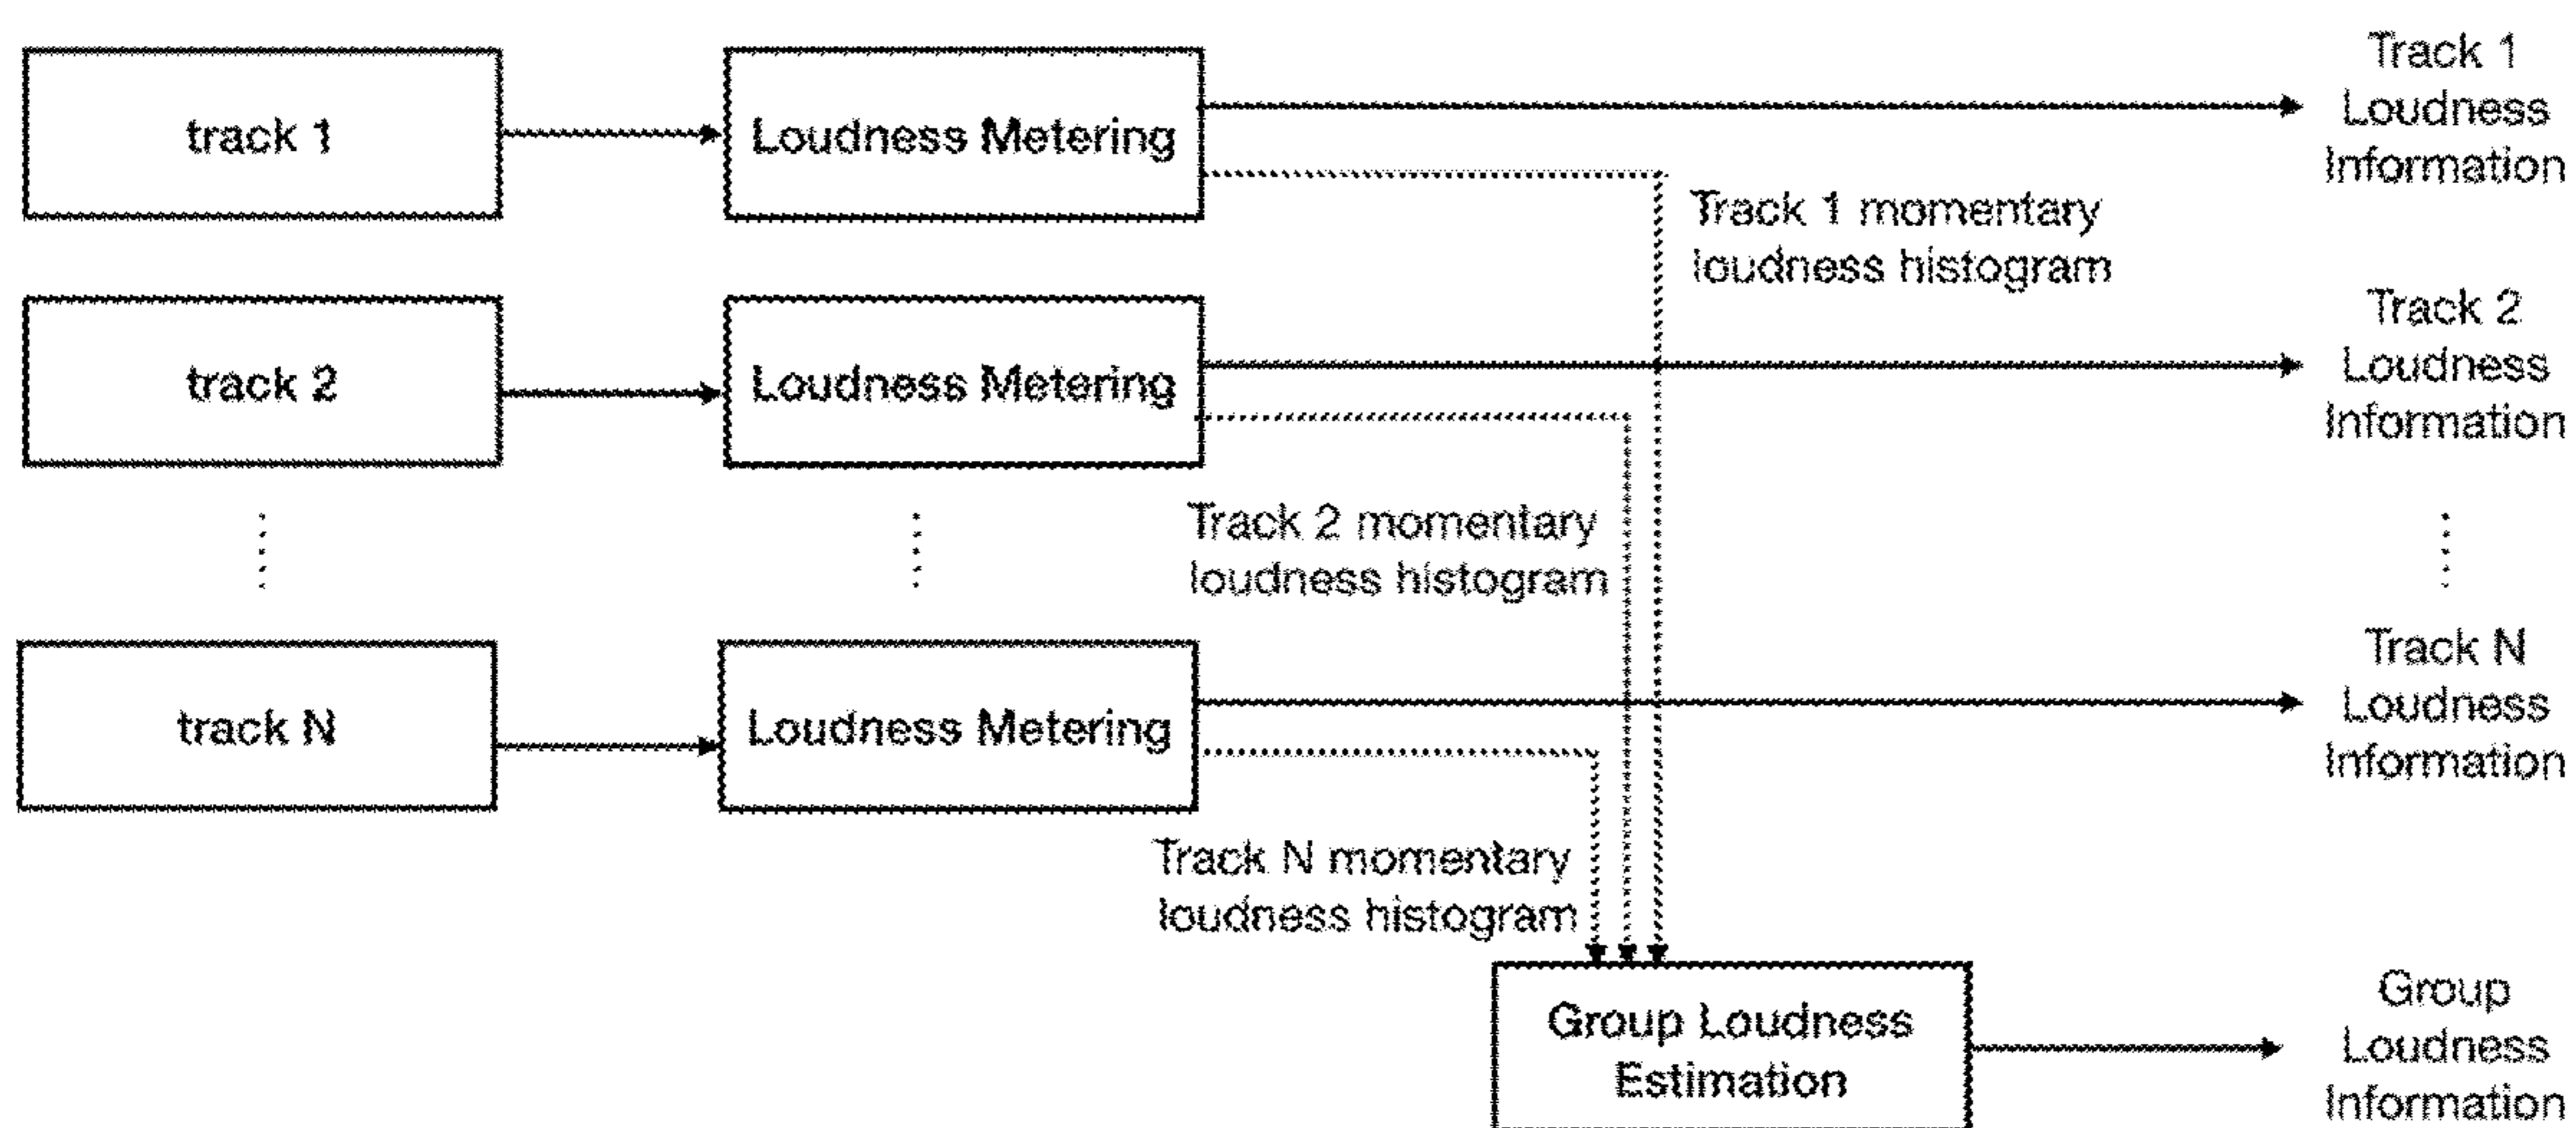 track 1
Loudness Metering
Track 1
Loudness
Information
Track 1 momentary
loudness histogram
track 2
Loudness Metering
Track 2
Loudness
Information
Track 2 momentary
loudness histogram
track N
Loudness Metering
Track N
Loudness
Information
Track N momentary
loudness histogram
Group Loudness
Estimation
Group
Loudness
Information